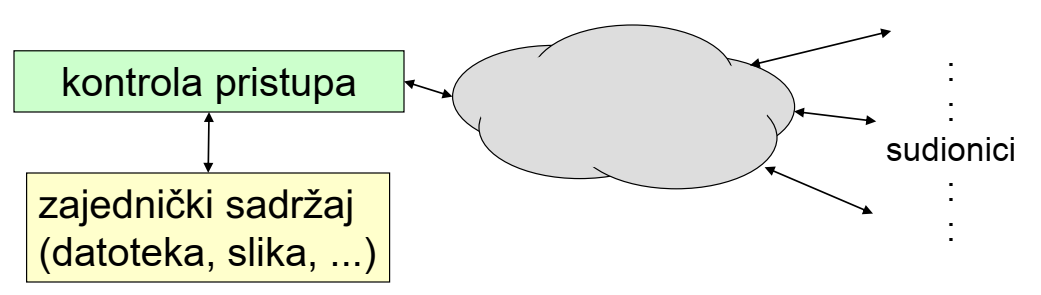 kontrola pristupa
zajednički sadržaj
(datoteka, slika, ...)
:
:
sudionici
:
: